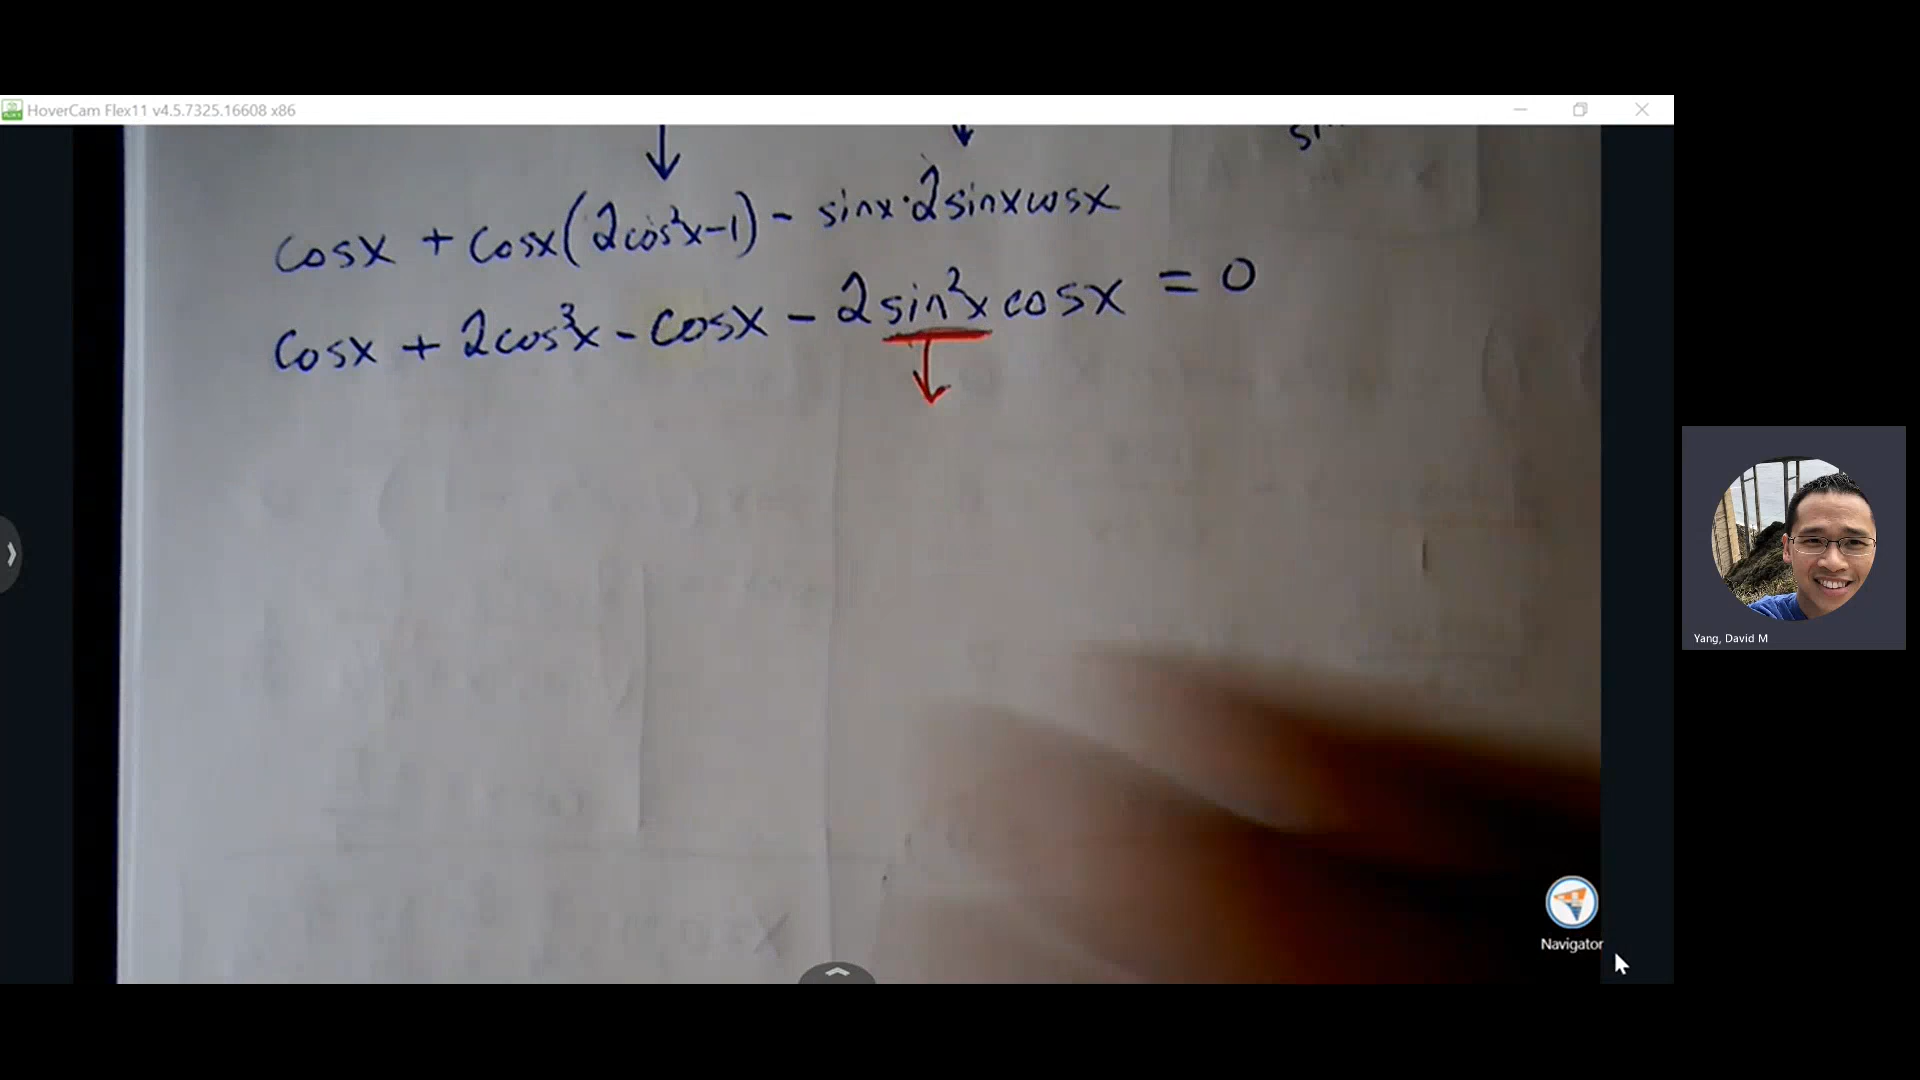 HoverCam Flex11 v4.5.7325.16608 x86
cosx + cosx(2cos²x-1) - sinx·2sinxcosx
cosx + 2cos³x - cosx - 2sin²x cosx = 0
Yang, David M
Navigator